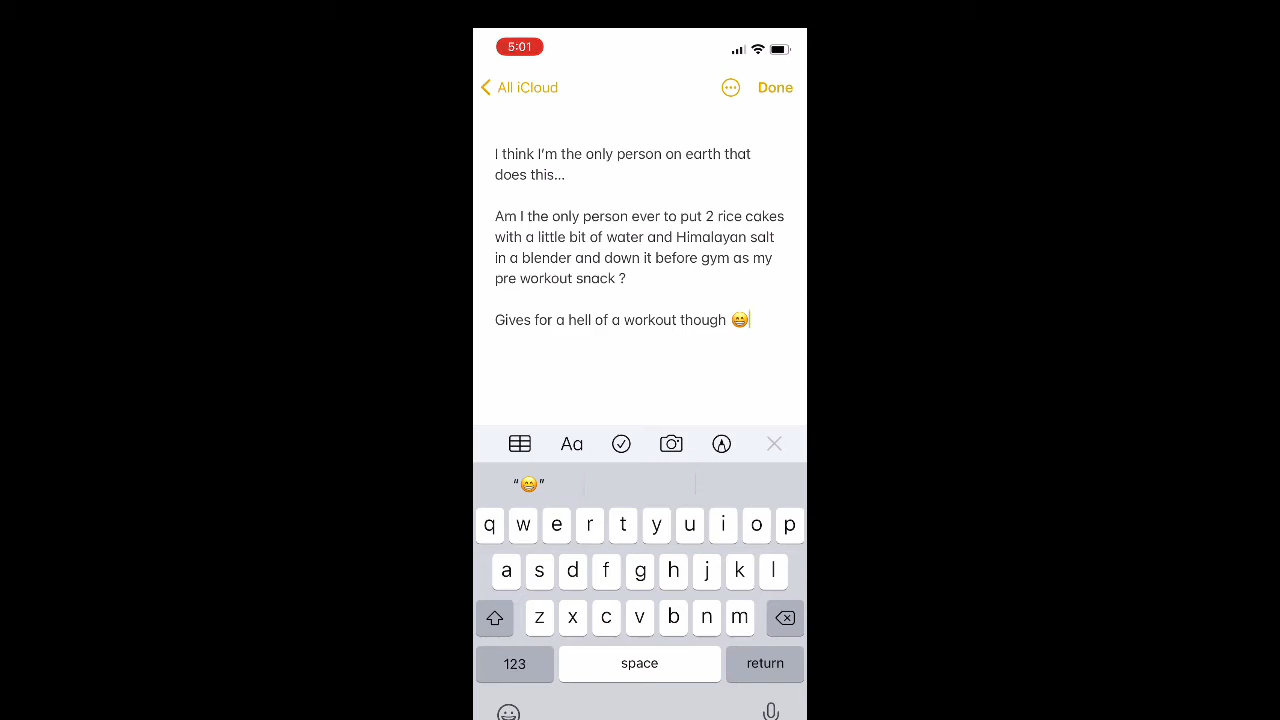 5:01
All iCloud
Done
I think I'm the only person on earth that
does this...
Am I the only person ever to put 2 rice cakes
with a little bit of water and Himalayan salt
in a blender and down it before gym as my
pre workout snack ?
Gives for a hell of a workout though 😁
Aa
"😁"
q w e r t y u i o p
a s d f g h j k l
z x c v b n m
123 space return